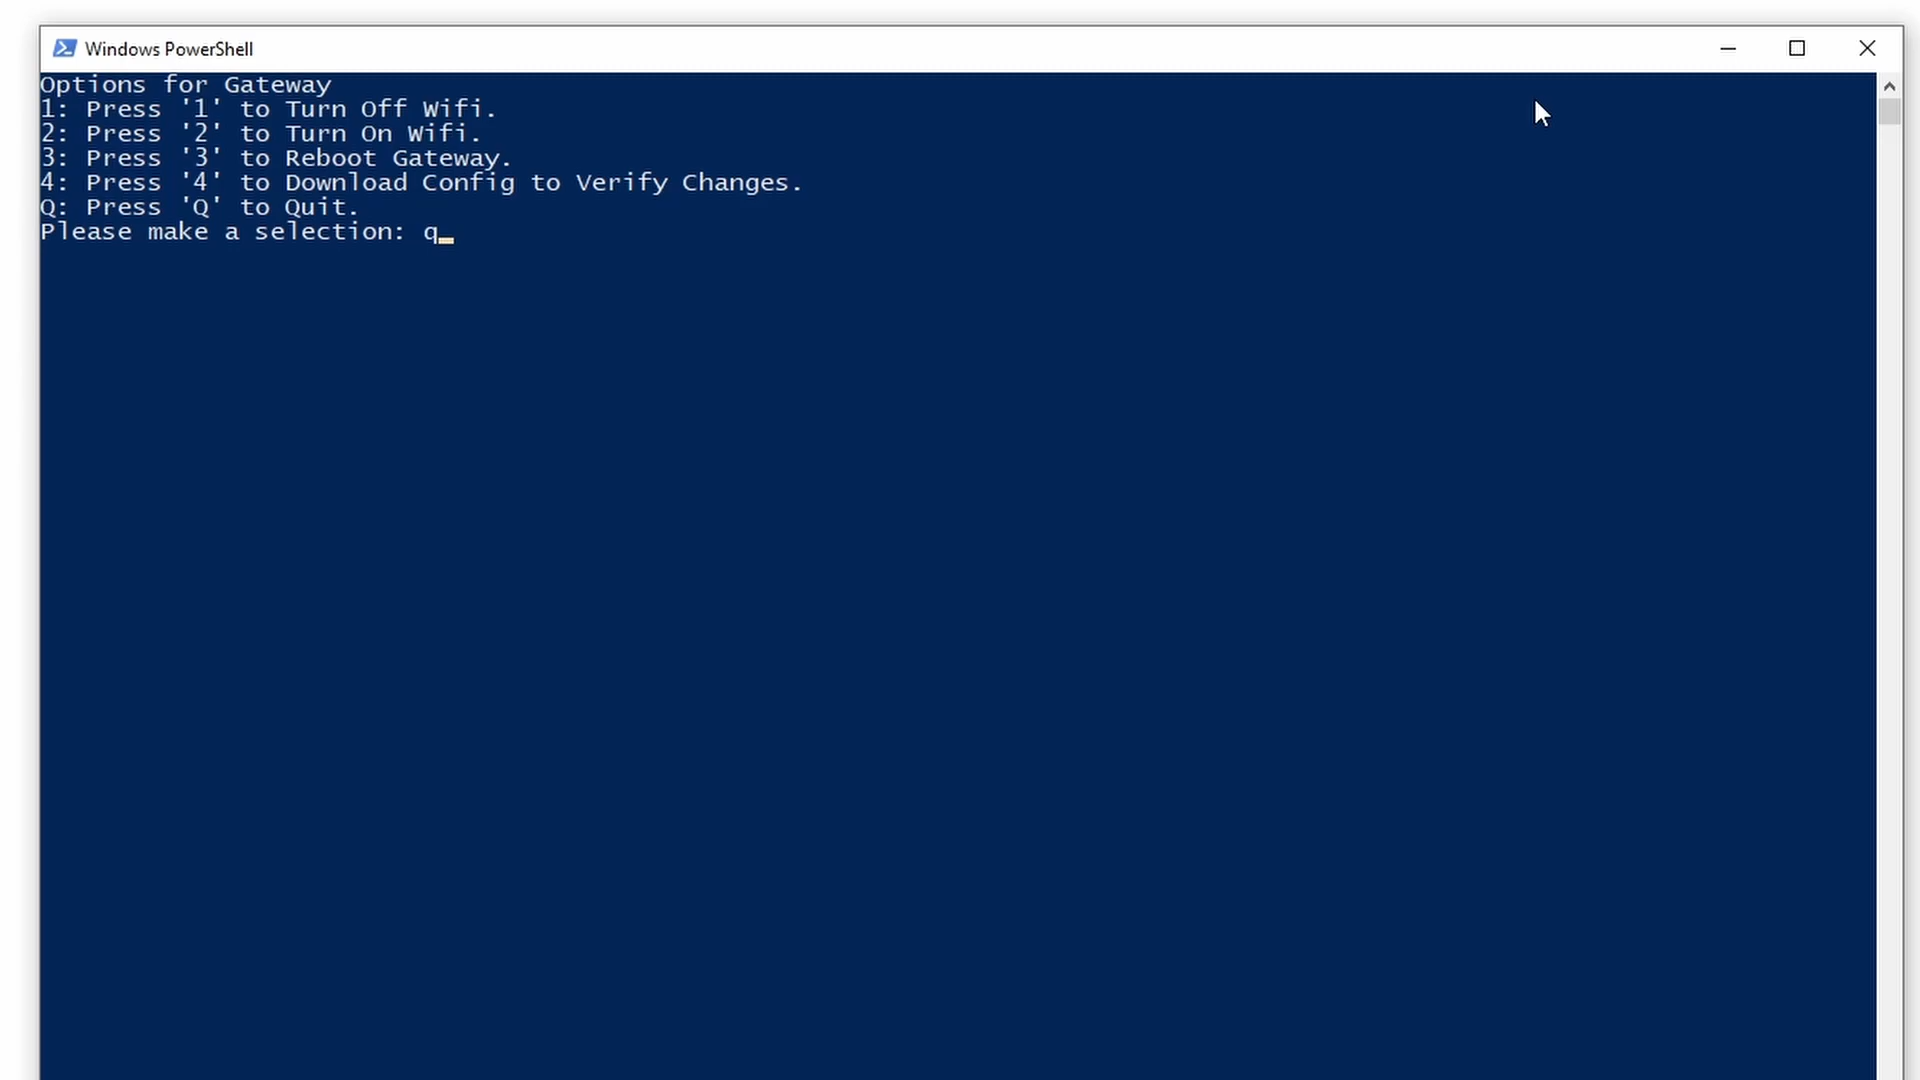 Windows PowerShell
Options for Gateway
1: Press '1' to Turn Off Wifi.
2: Press '2' to Turn On Wifi.
3: Press '3' to Reboot Gateway.
4: Press '4' to Download Config to Verify Changes.
Q: Press 'Q' to Quit.
Please make a selection: q